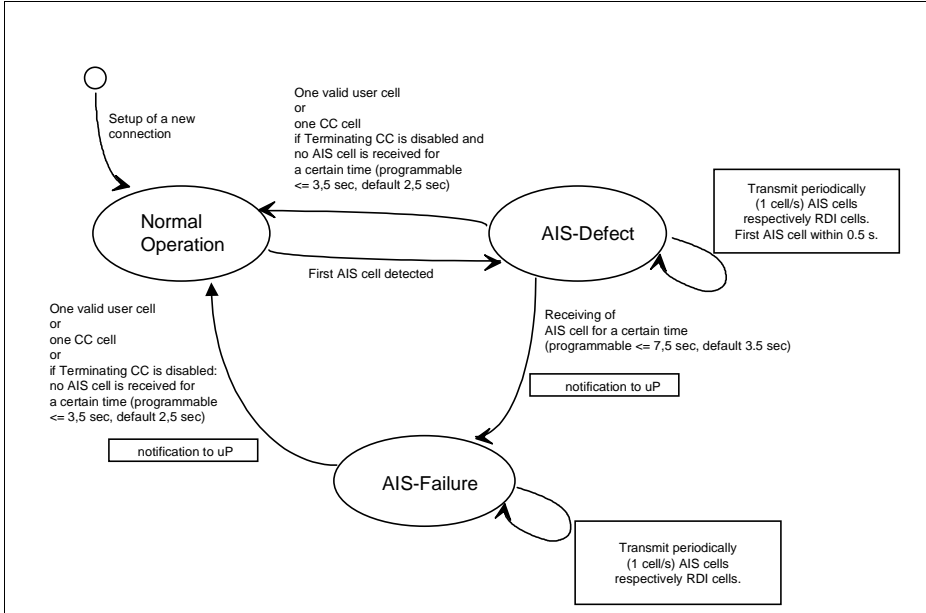 Setup of a new
connection
One valid user cell
or
one CC cell
if Terminating CC is disabled and
no AIS cell is received for
a certain time (programmable
<= 3,5 sec, default 2,5 sec)
Transmit periodically
(1 cell/s) AIS cells
respectively RDI cells.
First AIS cell within 0.5 s.
Normal
Operation
AIS-Defect
First AIS cell detected
One valid user cell
or
one CC cell
or
if Terminating CC is disabled:
no AIS cell is received for
a certain time (programmable
<= 3,5 sec, default 2,5 sec)
Receiving of
AIS cell for a certain time
(programmable <= 7,5 sec, default 3.5 sec)
notification to uP
notification to uP
AIS-Failure
Transmit periodically
(1 cell/s) AIS cells
respectively RDI cells.